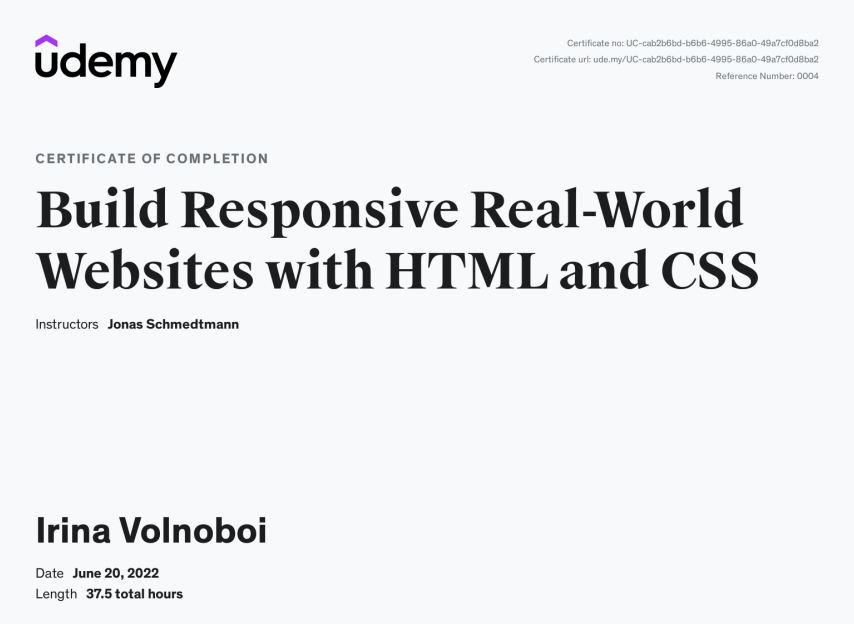 udemy
Certificate no: UC-cab2b6bd-b6b6-4995-86a0-49a7cf0d8ba2
Certificate url: ude.my/UC-cab2b6bd-b6b6-4995-86a0-49a7cf0d8ba2
Reference Number: 0004
CERTIFICATE OF COMPLETION
Build Responsive Real-World
Websites with HTML and CSS
Instructors Jonas Schmedtmann
Irina Volnoboi
Date June 20, 2022
Length 37.5 total hours